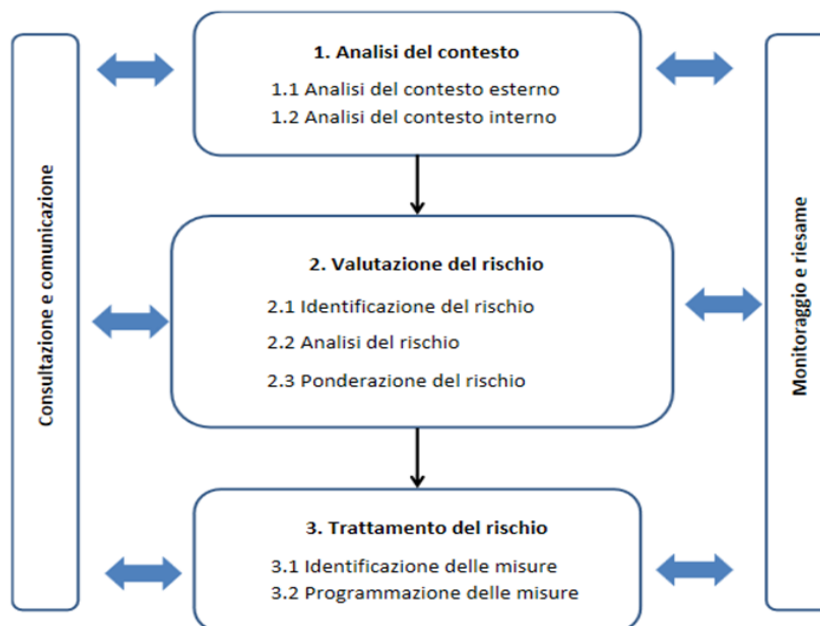 Consultazione e comunicazione
1. Analisi del contesto
1.1 Analisi del contesto esterno
1.2 Analisi del contesto interno
2. Valutazione del rischio
2.1 Identificazione del rischio
2.2 Analisi del rischio
2.3 Ponderazione del rischio
3. Trattamento del rischio
3.1 Identificazione delle misure
3.2 Programmazione delle misure
Monitoraggio e riesame